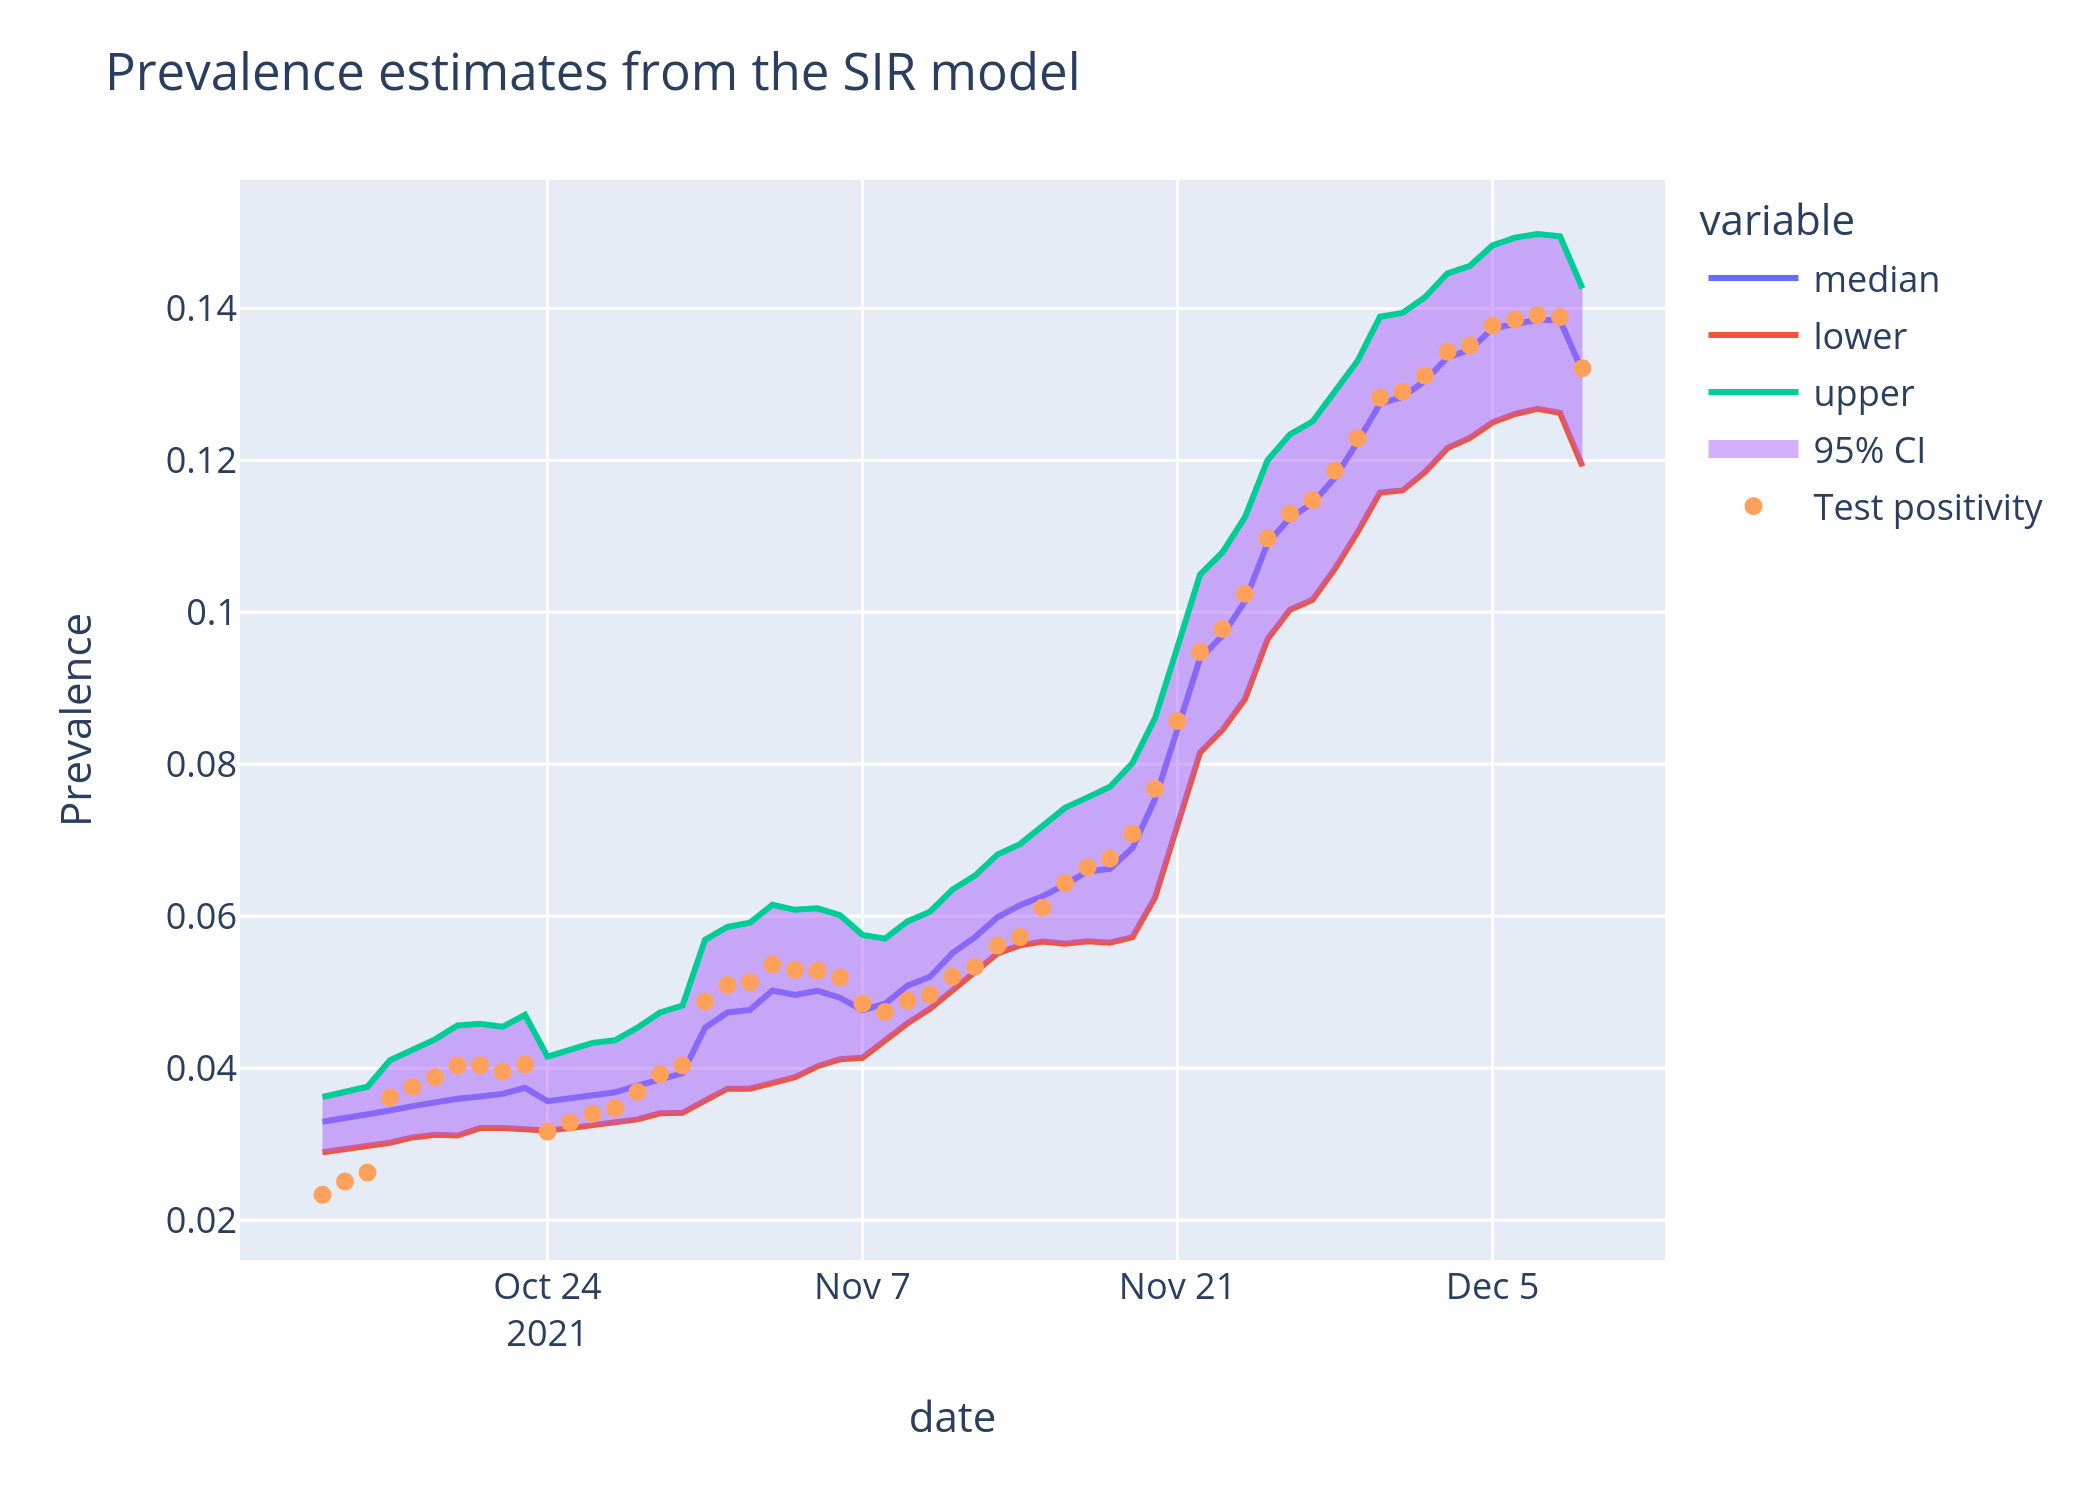 Prevalence estimates from the SIR model
variable
median
lower
upper
95% CI
Test positivity
Prevalence
0.14
0.12
0.1
0.08
0.06
0.04
0.02
Oct 24
2021
Nov 7
Nov 21
Dec 5
date